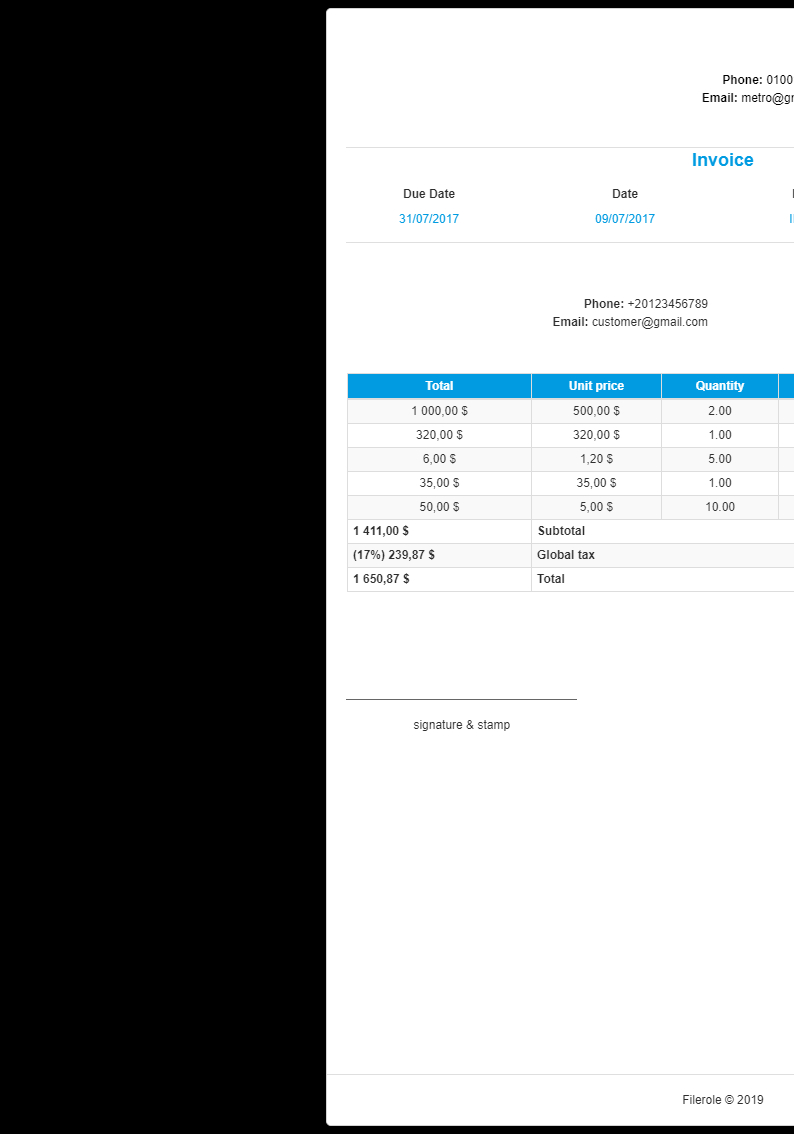 Phone: 0100
Email: metro@
Invoice
Due Date Date
31/07/2017 09/07/2017
Phone: +20123456789
Email: customer@gmail.com
Total Unit price Quantity
1 000,00 $ 500,00 $ 2.00
320,00 $ 320,00 $ 1.00
6,00 $ 1,20 $ 5.00
35,00 $ 35,00 $ 1.00
50,00 $ 5,00 $ 10.00
1 411,00 $ Subtotal
(17%) 239,87 $ Global tax
1 650,87 $ Total
signature & stamp
Filerole © 2019